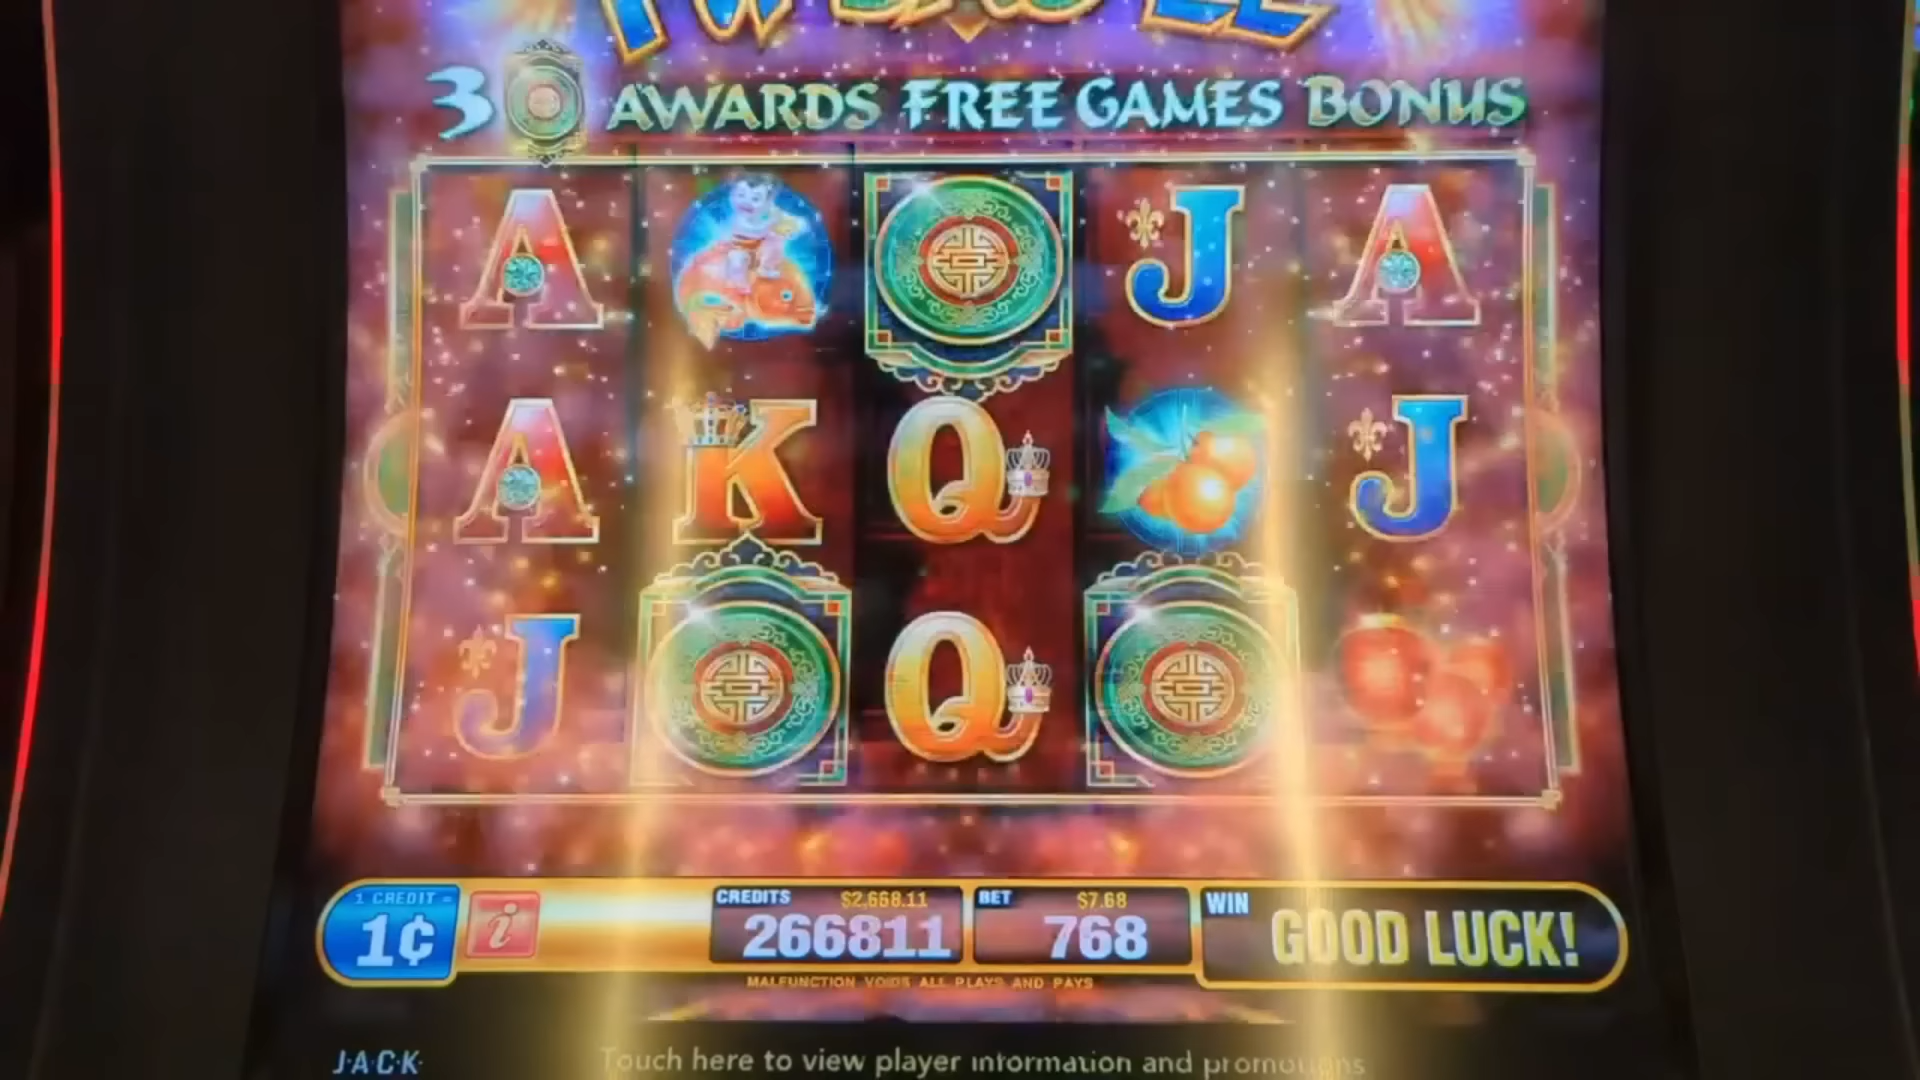 3 AWARDS FREE GAMES BONUS
A J A
A K Q J
J Q
1 CREDIT =
1¢
i
CREDITS $2,668.11
266811
BET $7.68
768
WIN GOOD LUCK!
MALFUNCTION VOIDS ALL PLAYS AND PAYS
J·A·C·K·
Touch here to view player information and promotions